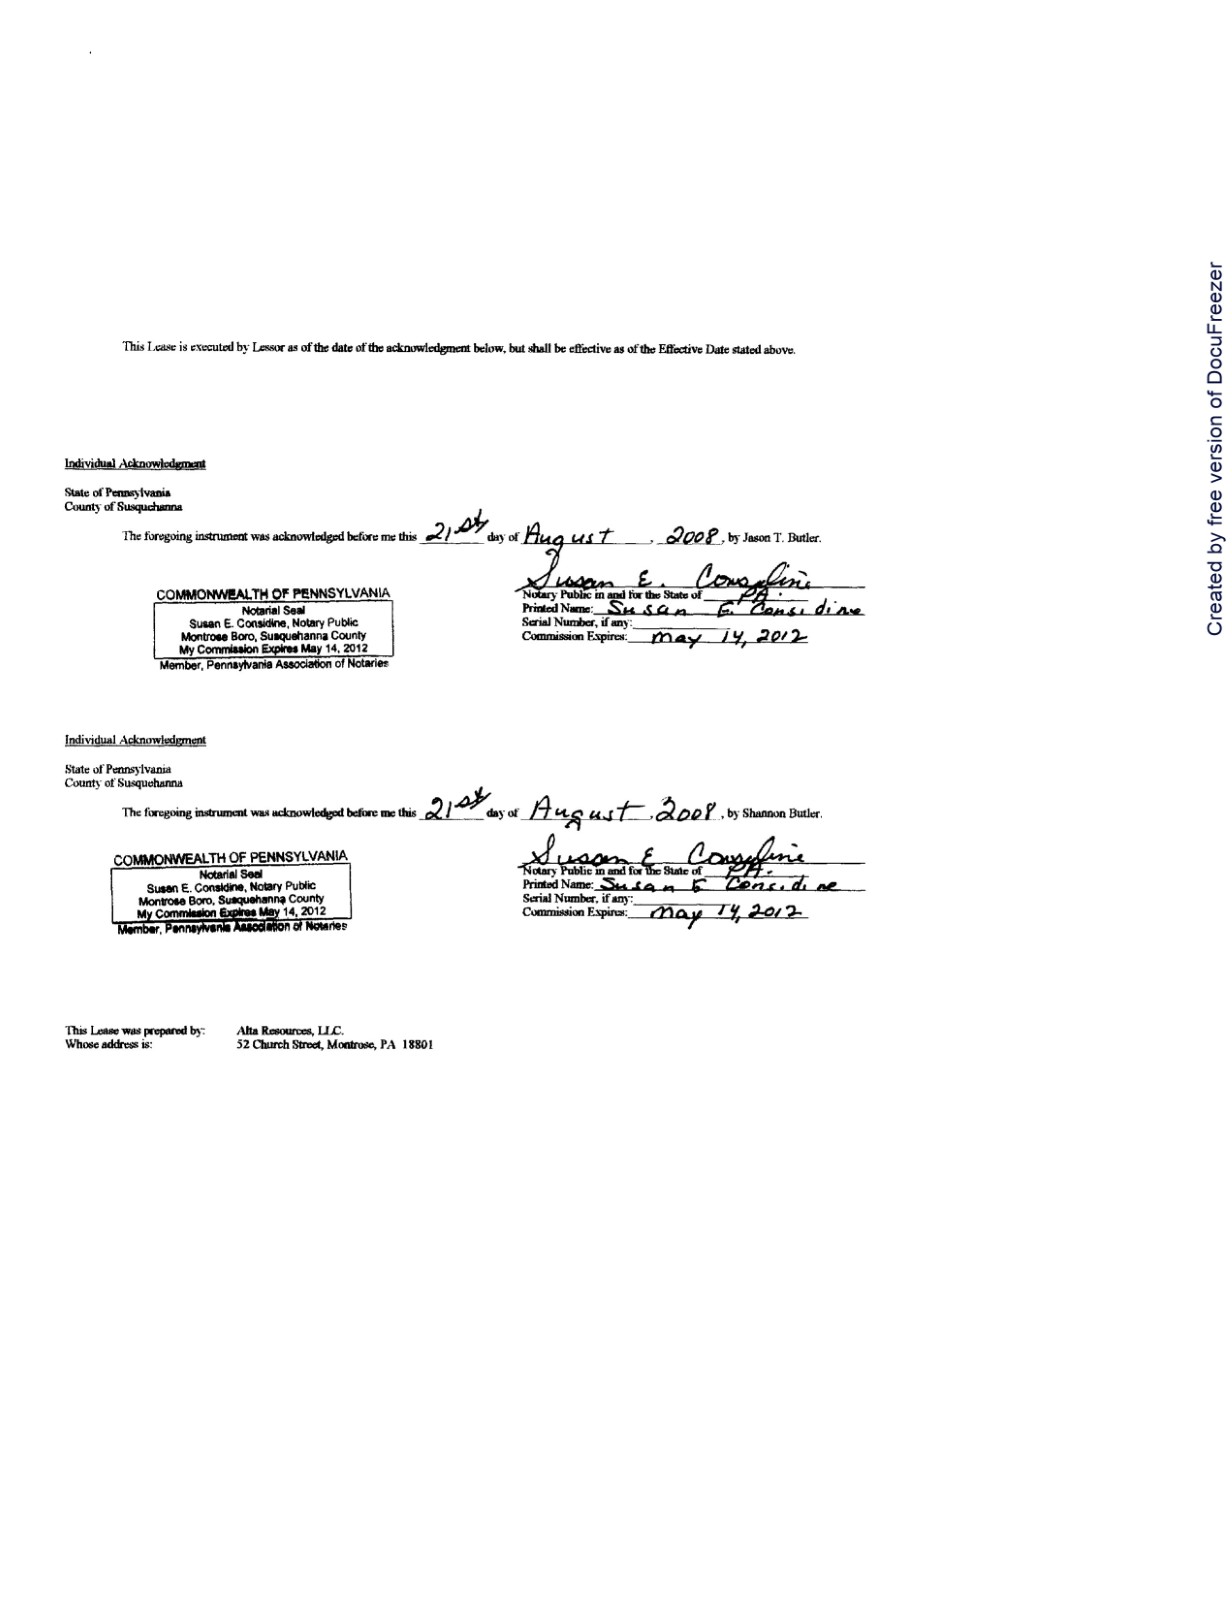 This Lease is executed by Lessor as of the date of the acknowledgment below, but shall be effective as of the Effective Date stated above.
Individual Acknowledgment
State of Pennsylvania
County of Susquehanna
The foregoing instrument was acknowledged before me this 21st day of August, 2008, by Jason T. Butler.
Susan E. Considine
Notary Public in and for the State of PA.
Printed Name: Susan E. Considine
Serial Number, if any:
Commission Expires: May 14, 2012
COMMONWEALTH OF PENNSYLVANIA
Notarial Seal
Susan E. Considine, Notary Public
Montrose Boro, Susquehanna County
My Commission Expires May 14, 2012
Member, Pennsylvania Association of Notaries
Individual Acknowledgment
State of Pennsylvania
County of Susquehanna
The foregoing instrument was acknowledged before me this 21st day of August, 2008, by Shannon Butler.
Susan E Considine
Notary Public in and for the State of PA.
Printed Name: Susan E Considine
Serial Number, if any:
Commission Expires: May 14, 2012
COMMONWEALTH OF PENNSYLVANIA
Notarial Seal
Susan E. Considine, Notary Public
Montrose Boro, Susquehanna County
My Commission Expires May 14, 2012
Member, Pennsylvania Association of Notaries
This Lease was prepared by: Alta Resources, LLC.
Whose address is: 52 Church Street, Montrose, PA 18801
Created by free version of DocuFreezer